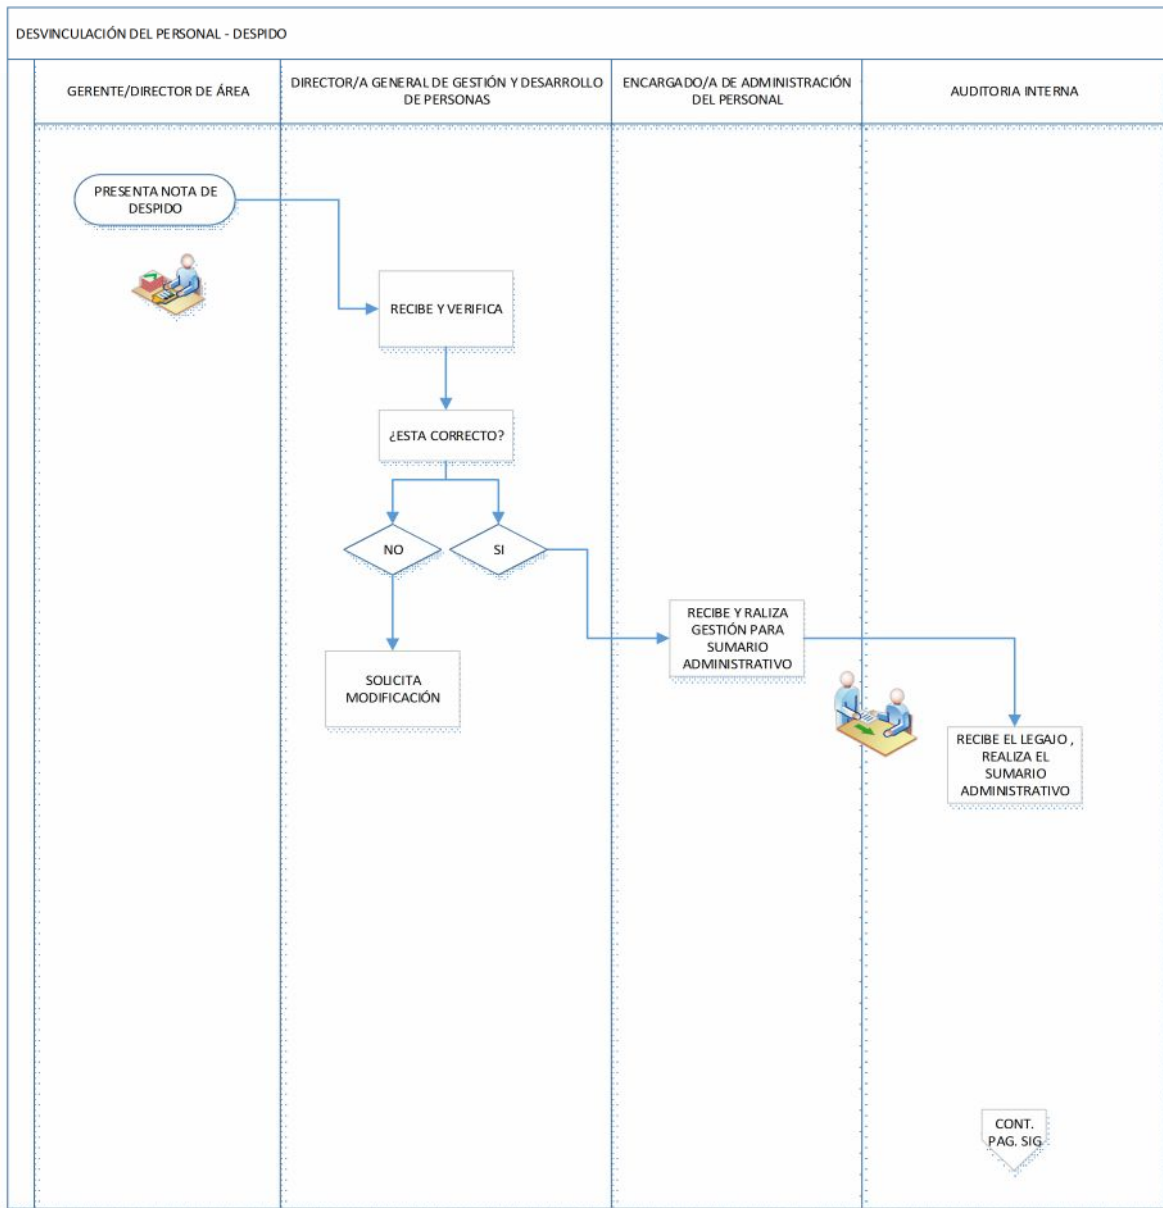 DESVINCULACIÓN DEL PERSONAL - DESPIDO
GERENTE/DIRECTOR DE ÁREA
DIRECTOR/A GENERAL DE GESTIÓN Y DESARROLLO
DE PERSONAS
ENCARGADO/A DE ADMINISTRACIÓN
DEL PERSONAL
AUDITORIA INTERNA
PRESENTA NOTA DE
DESPIDO
RECIBE Y VERIFICA
¿ESTA CORRECTO?
NO
SI
RECIBE Y RALIZA
GESTIÓN PARA
SUMARIO
ADMINISTRATIVO
SOLICITA
MODIFICACIÓN
RECIBE EL LEGAJO ,
REALIZA EL
SUMARIO
ADMINISTRATIVO
CONT.
PAG. SIG